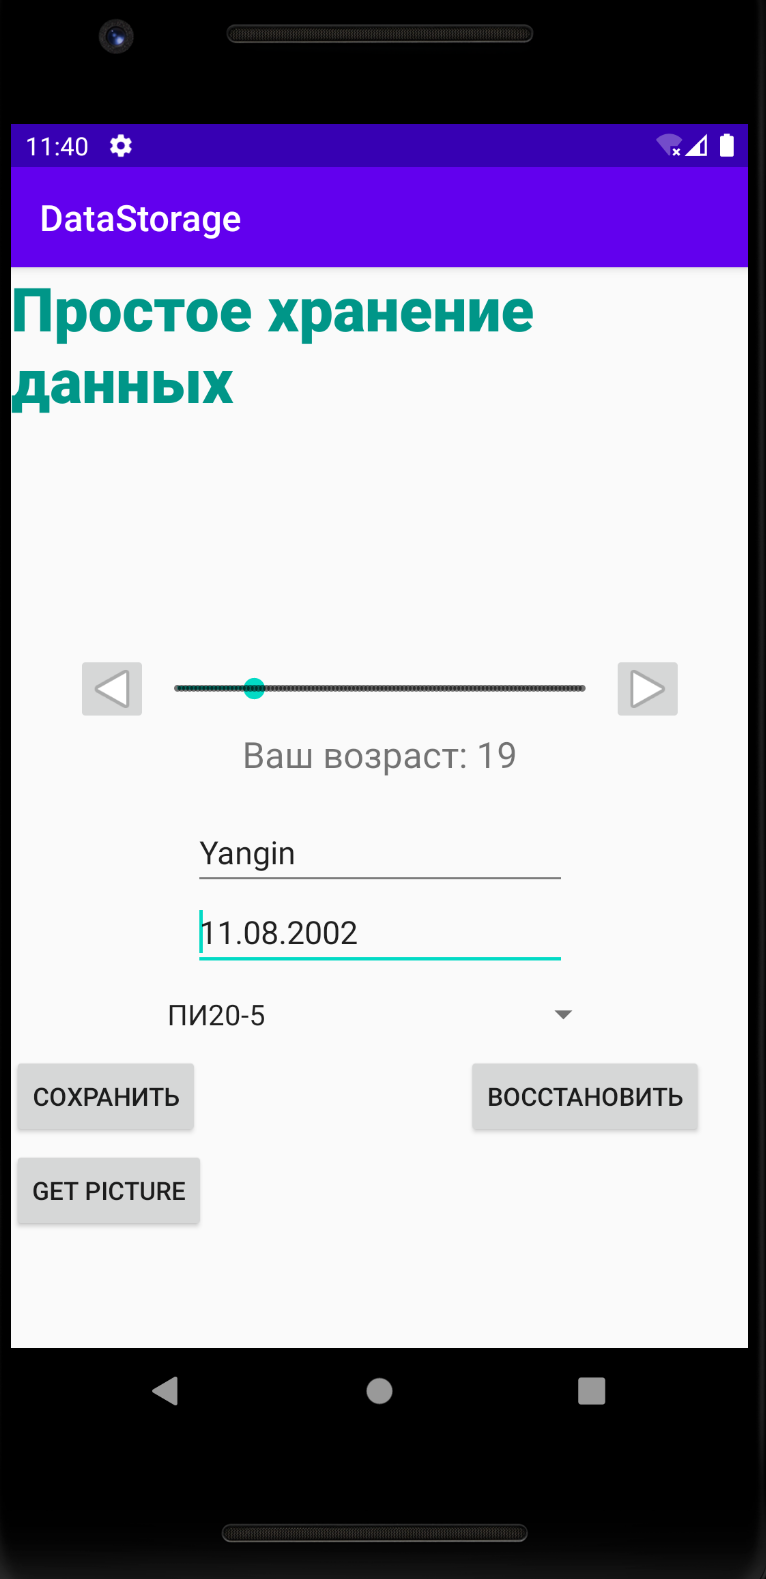 11:40
DataStorage
Простое хранение
данных
Ваш возраст: 19
Yangin
11.08.2002
ПИ20-5
СОХРАНИТЬ
ВОССТАНОВИТЬ
GET PICTURE